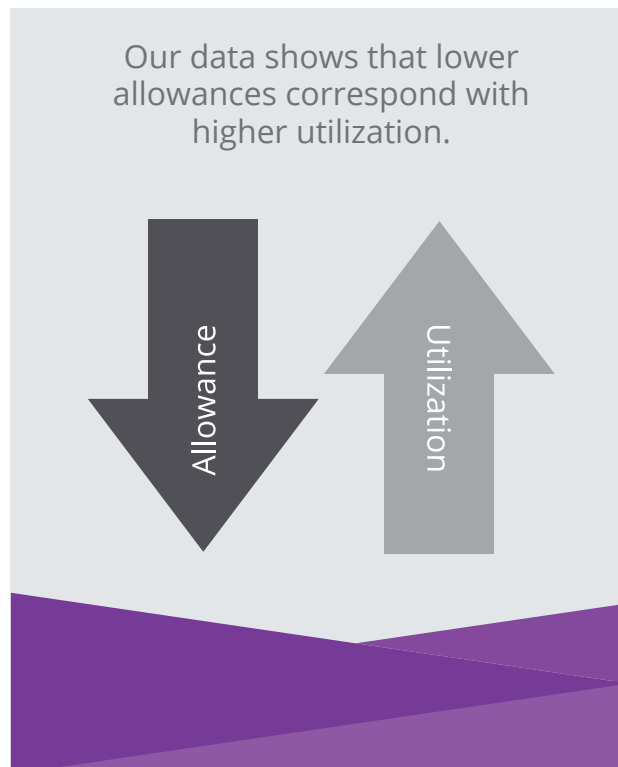 Our data shows that lower
allowances correspond with
higher utilization.
Allowance
Utilization